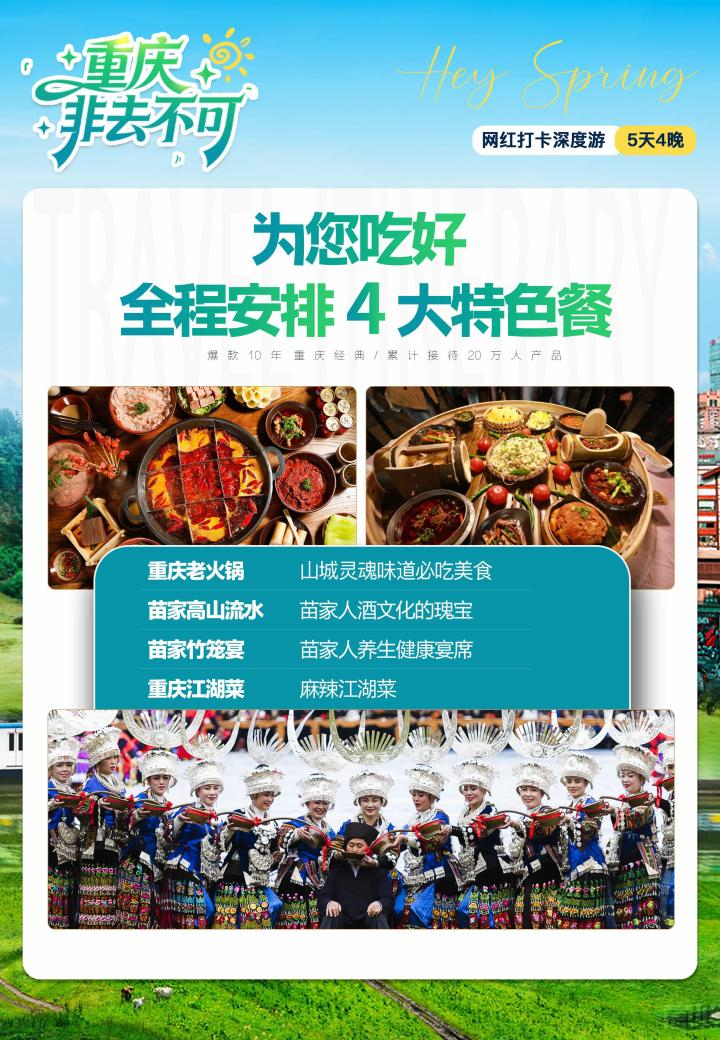 重庆
非去不可
Hey Spring
网红打卡深度游 5天4晚
TRAVEL ITINERARY
为您吃好
全程安排4大特色餐
爆款10年重庆经典/累计接待20万人产品
重庆老火锅 山城灵魂味道必吃美食
苗家高山流水 苗家人酒文化的瑰宝
苗家竹笼宴 苗家人养生健康宴席
重庆江湖菜 麻辣江湖菜